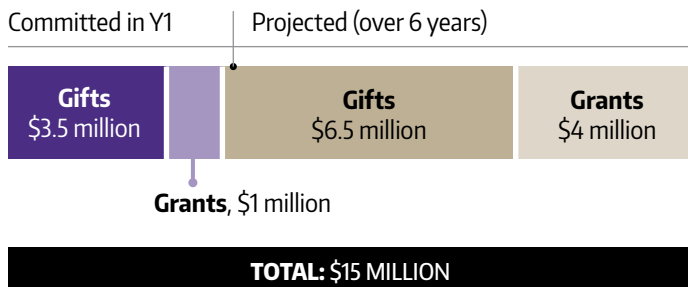 Committed in Y1
Projected (over 6 years)
Gifts
$3.5 million
Gifts
$6.5 million
Grants
$4 million
Grants, $1 million
TOTAL: $15 MILLION